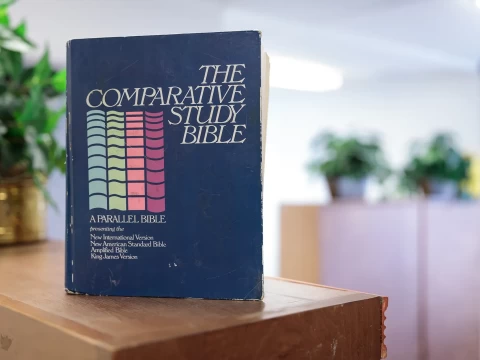 THE
COMPARATIVE
STUDY
BIBLE
A PARALLEL BIBLE
presenting the
New International Version
New American Standard Bible
Amplified Bible
King James Version